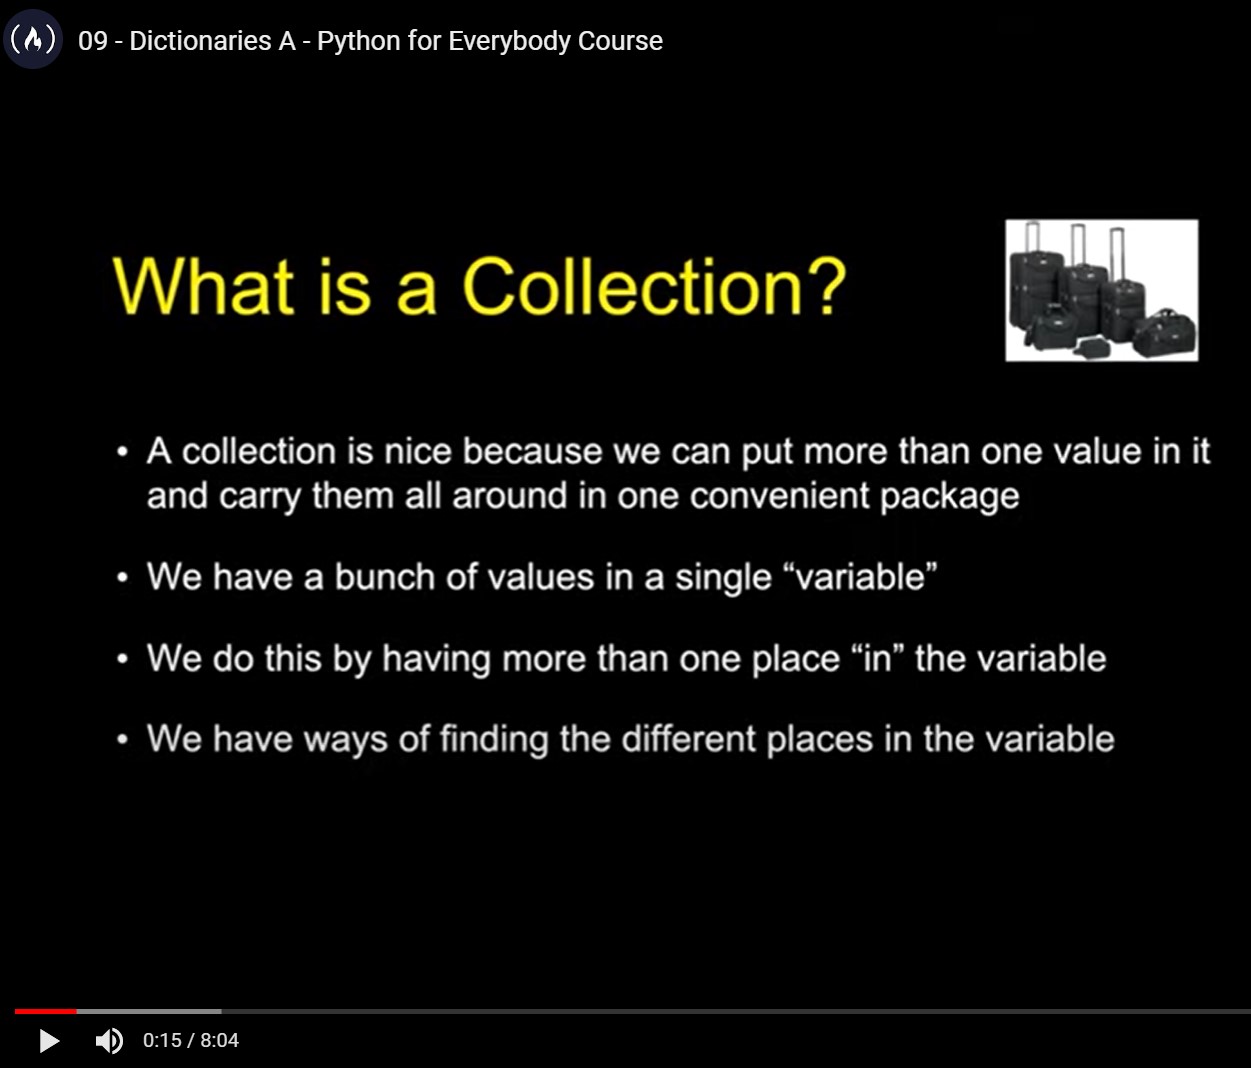 09 - Dictionaries A - Python for Everybody Course
What is a Collection?
• A collection is nice because we can put more than one value in it
and carry them all around in one convenient package
• We have a bunch of values in a single “variable”
• We do this by having more than one place “in” the variable
• We have ways of finding the different places in the variable
0:15 / 8:04